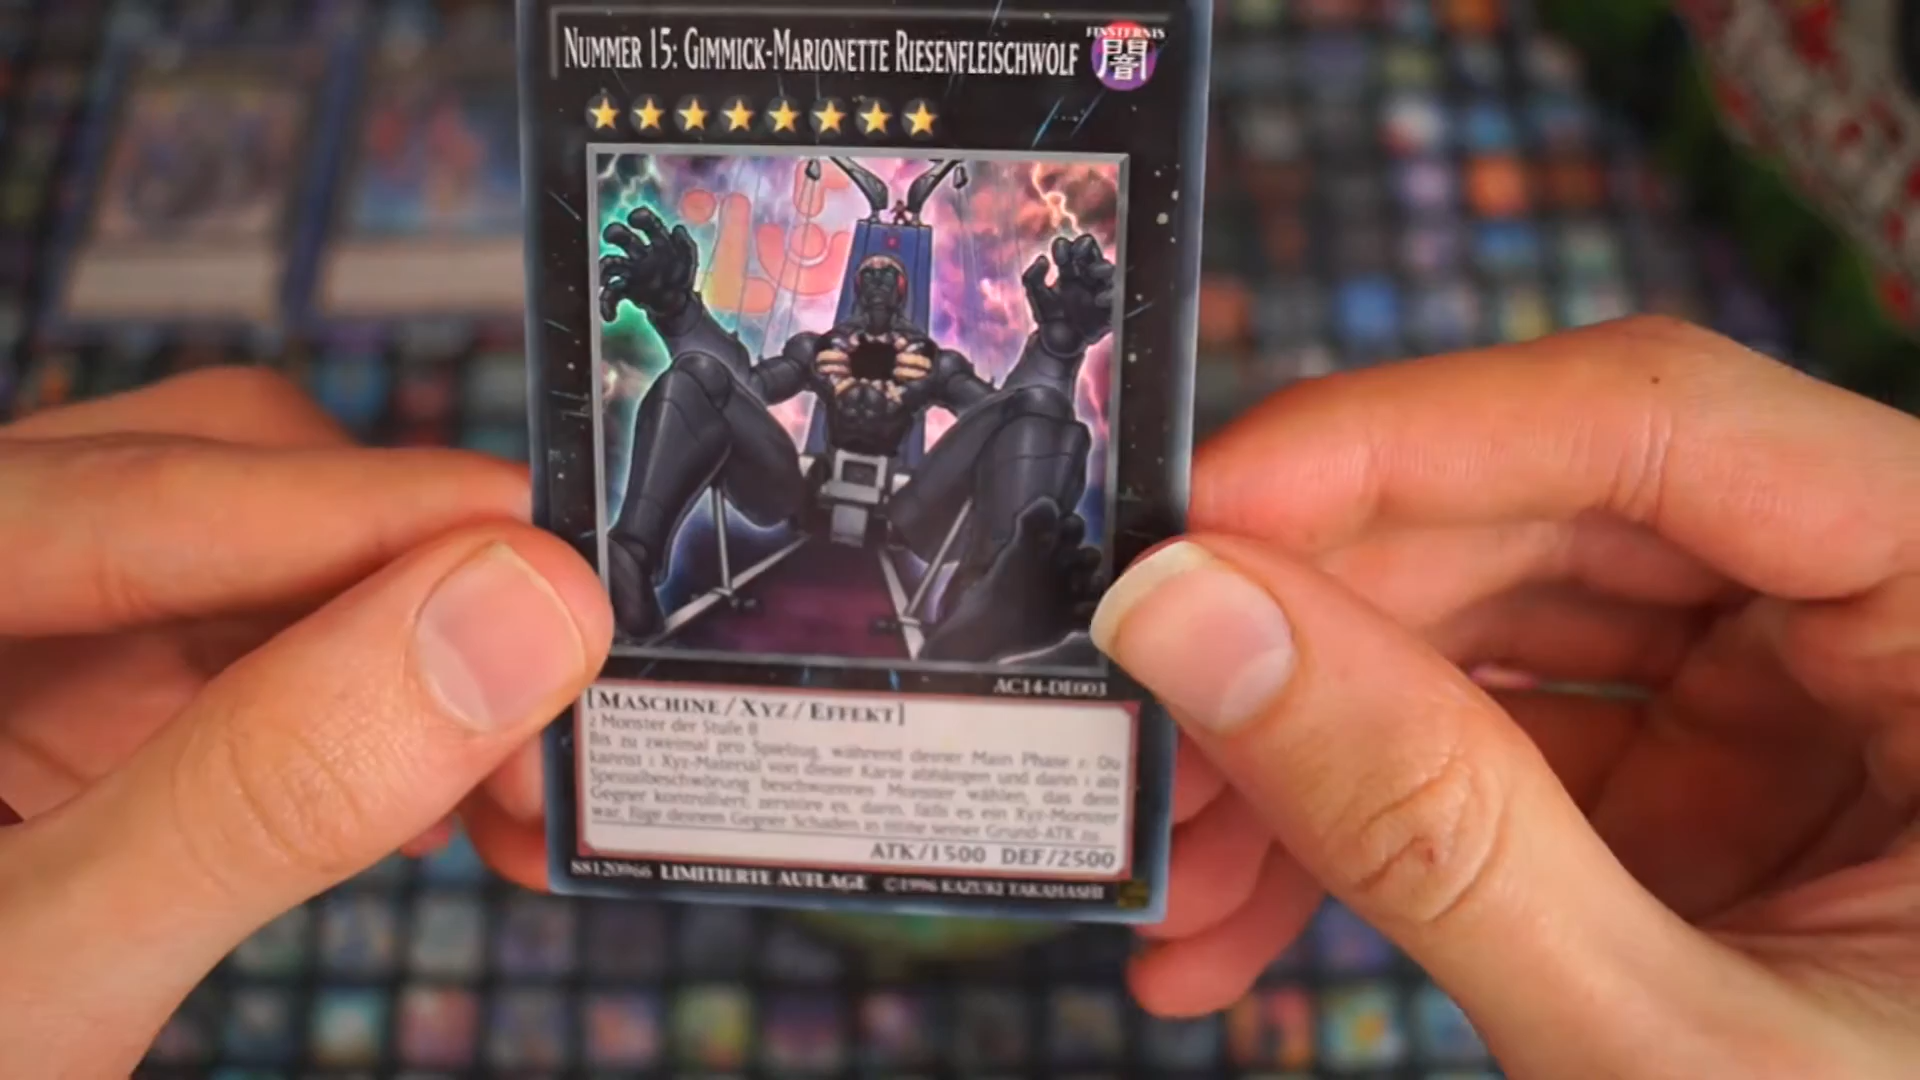 Nummer 15: Gimmick-Marionette Riesenfleischwolf
FINSTERNIS
闇
15
AC14-DE003
[Maschine/Xyz/Effekt]
2 Monster der Stufe 8
Bis zu zweimal pro Spielzug, während deiner Main Phase 1: Du
kannst 1 Xyz-Material von dieser Karte abhängen und dann 1 als
Spezialbeschwörung beschworenes Monster wählen, das dein
Gegner kontrolliert; zerstöre es, dann, falls es ein Xyz-Monster
war, füge deinem Gegner Schaden in Höhe seiner Grund-ATK zu.
ATK/1500 DEF/2500
88120966 LIMITIERTE AUFLAGE ©1996 KAZUKI TAKAHASHI